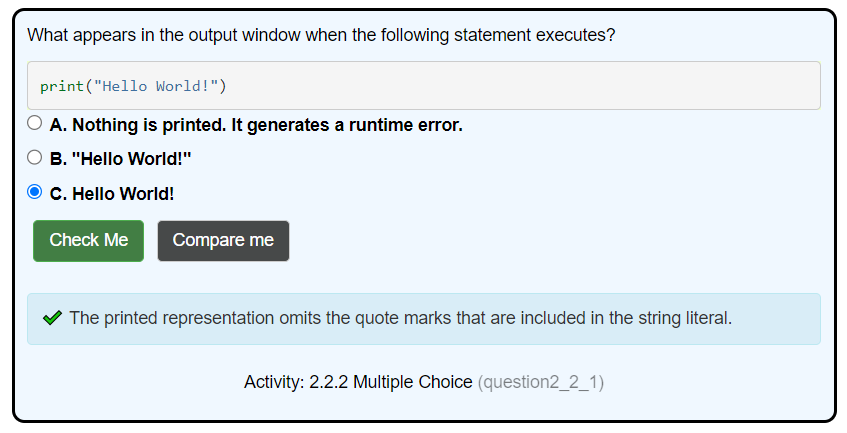 What appears in the output window when the following statement executes?
print("Hello World!")
A. Nothing is printed. It generates a runtime error.
B. "Hello World!"
C. Hello World!
Check Me Compare me
The printed representation omits the quote marks that are included in the string literal.
Activity: 2.2.2 Multiple Choice (question2_2_1)